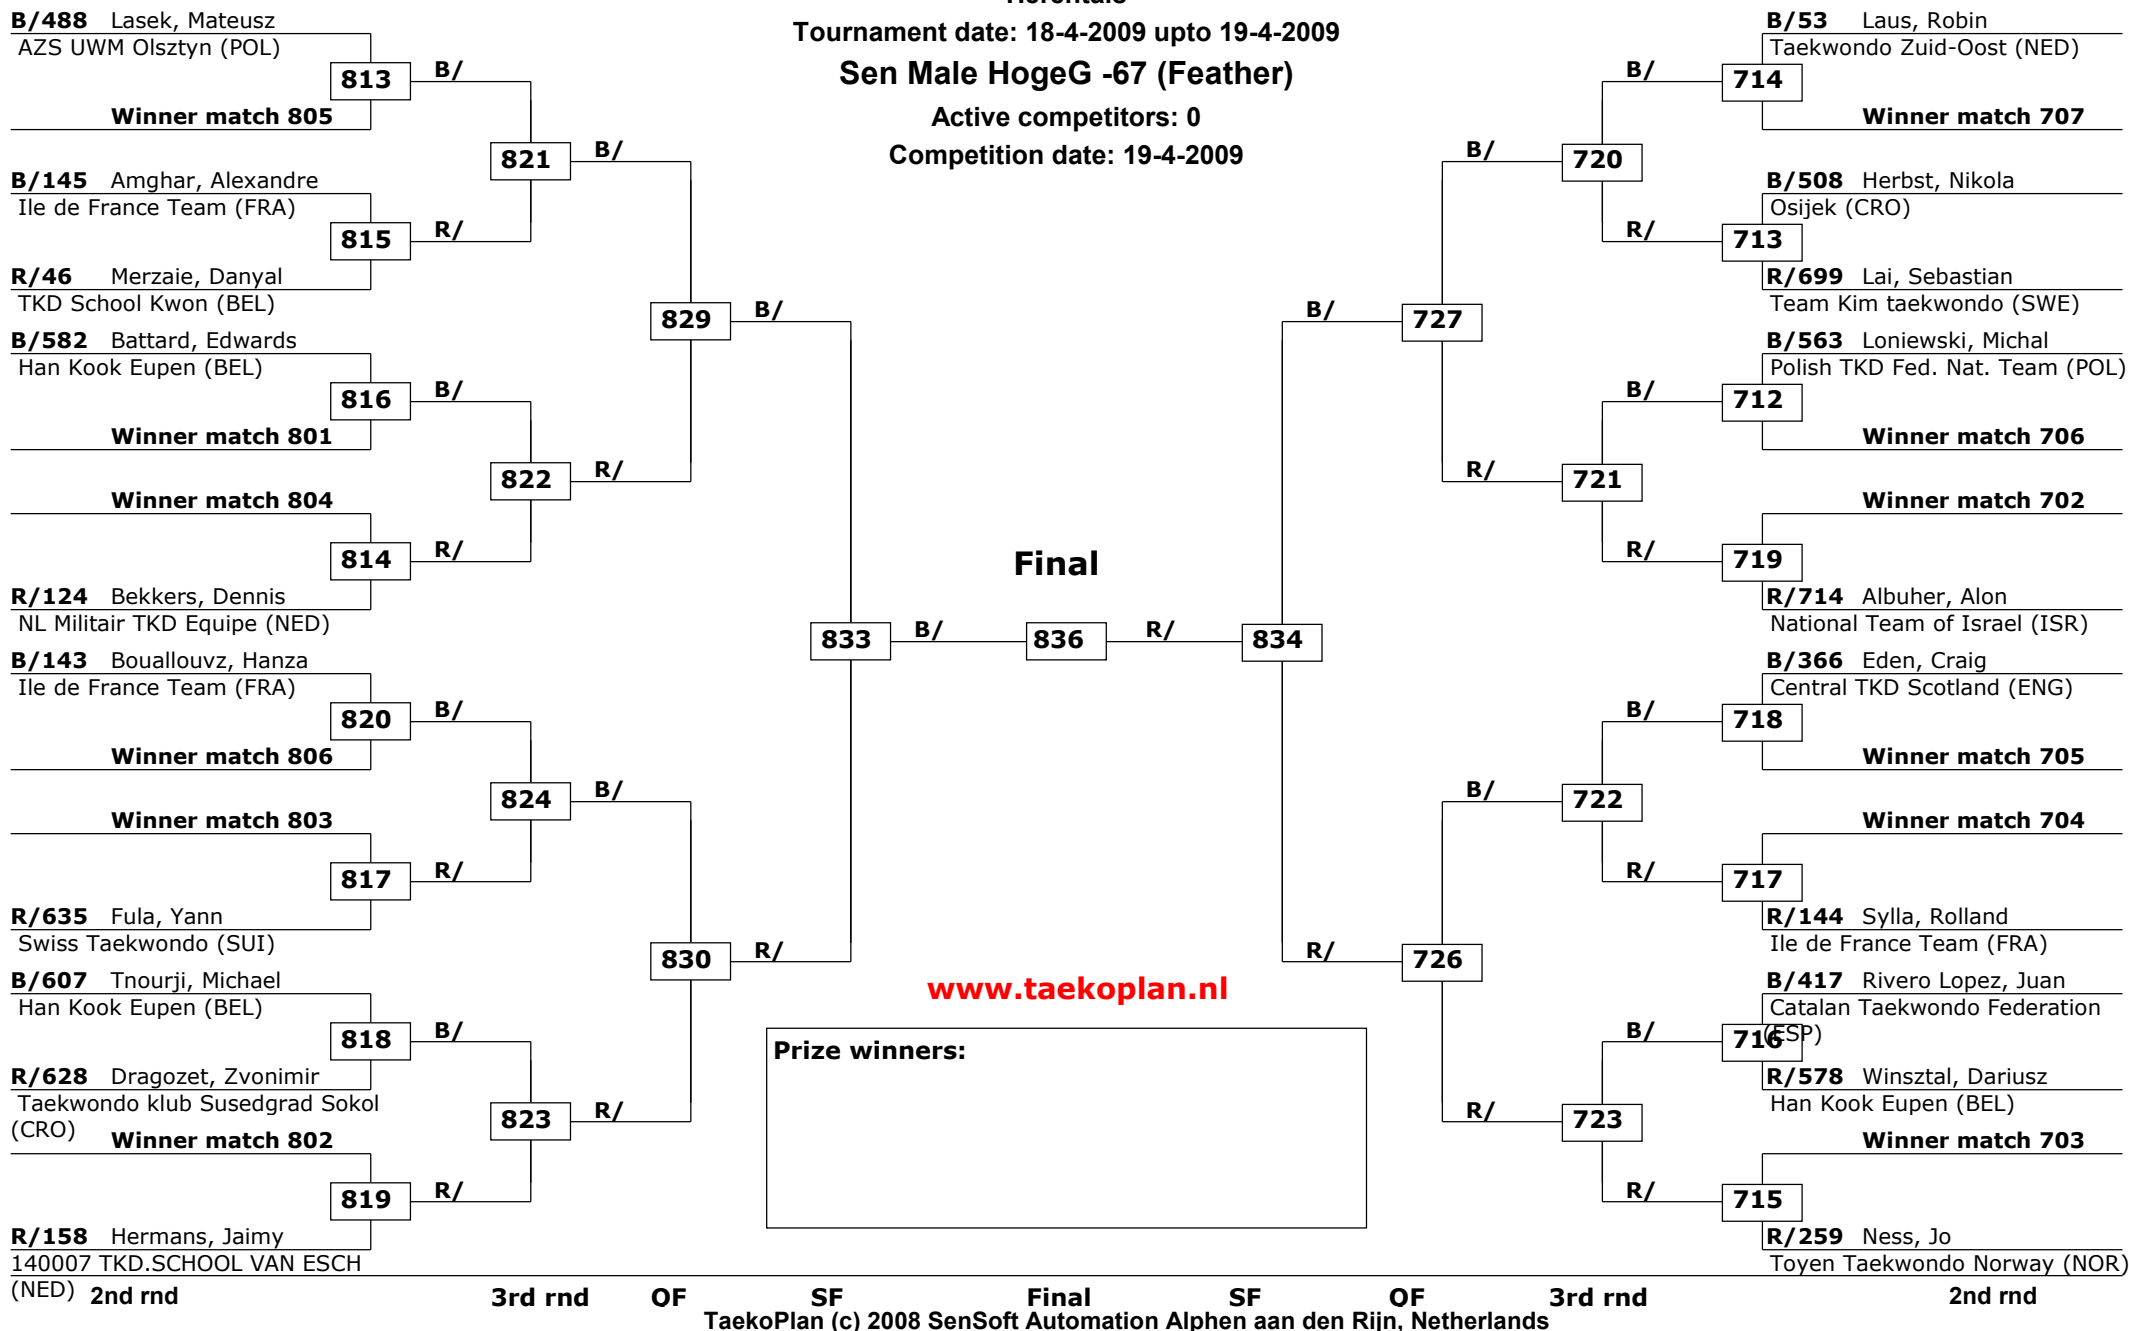 Herentals
Tournament date: 18-4-2009 upto 19-4-2009
Sen Male HogeG -67 (Feather)
Active competitors: 0
Competition date: 19-4-2009
B/488 Lasek, Mateusz
AZS UWM Olsztyn (POL)
813
B/
Winner match 805
821
B/
B/145 Amghar, Alexandre
Ile de France Team (FRA)
815
R/
R/46 Merzaie, Danyal
TKD School Kwon (BEL)
829
B/
B/582 Battard, Edwards
Han Kook Eupen (BEL)
816
B/
Winner match 801
822
R/
Winner match 804
814
R/
R/124 Bekkers, Dennis
NL Militair TKD Equipe (NED)
833
B/
B/143 Bouallouvz, Hanza
Ile de France Team (FRA)
820
B/
Winner match 806
824
B/
Winner match 803
817
R/
R/635 Fula, Yann
Swiss Taekwondo (SUI)
830
R/
B/607 Tnourji, Michael
Han Kook Eupen (BEL)
818
B/
R/628 Dragozet, Zvonimir
Taekwondo klub Susedgrad Sokol
(CRO)
823
R/
Winner match 802
819
R/
R/158 Hermans, Jaimy
140007 TKD.SCHOOL VAN ESCH
(NED)
Final
836
R/
834
www.taekoplan.nl
Prize winners:
B/53 Laus, Robin
Taekwondo Zuid-Oost (NED)
B/
714
Winner match 707
B/
720
B/508 Herbst, Nikola
Osijek (CRO)
R/
713
R/699 Lai, Sebastian
Team Kim taekwondo (SWE)
B/
727
B/563 Loniewski, Michal
Polish TKD Fed. Nat. Team (POL)
B/
712
Winner match 706
R/
721
Winner match 702
R/
719
R/714 Albuher, Alon
National Team of Israel (ISR)
B/366 Eden, Craig
Central TKD Scotland (ENG)
B/
718
Winner match 705
B/
722
Winner match 704
R/
717
R/144 Sylla, Rolland
Ile de France Team (FRA)
R/
726
B/417 Rivero Lopez, Juan
Catalan Taekwondo Federation
(ESP)
B/
716
R/578 Winsztal, Dariusz
Han Kook Eupen (BEL)
R/
723
Winner match 703
R/
715
R/259 Ness, Jo
Toyen Taekwondo Norway (NOR)
2nd rnd 3rd rnd QF SF Final SF QF 3rd rnd 2nd rnd
TaekoPlan (c) 2008 SenSoft Automation Alphen aan den Rijn, Netherlands